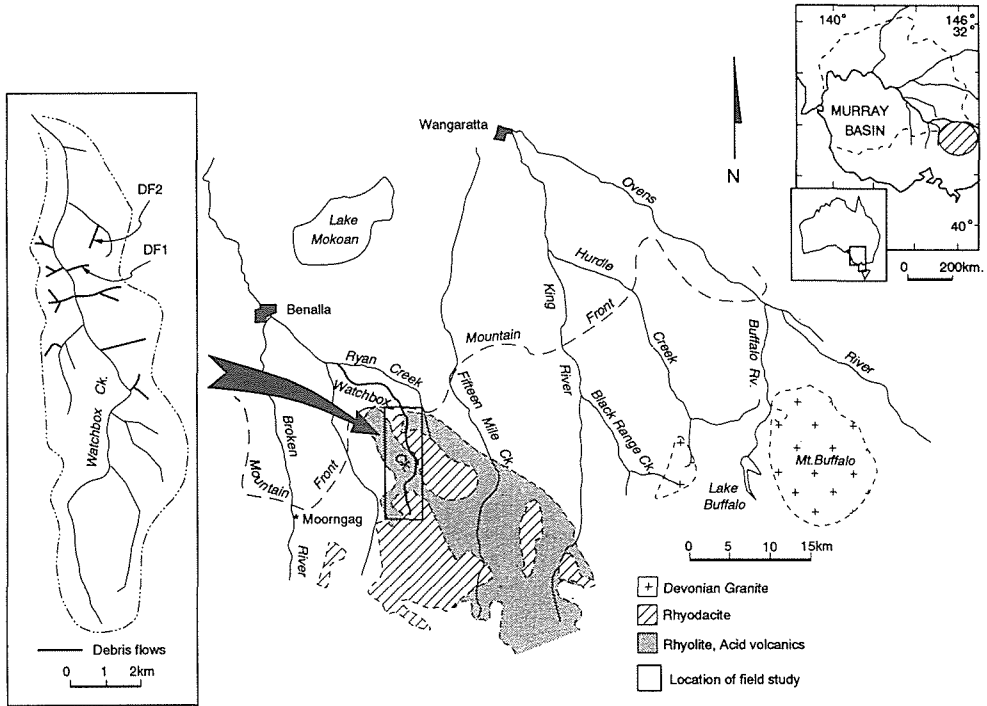 DF2
DF1
Watchbox Ck.
Debris flows
0 1 2km
Wangaratta
Lake
Mokoan
Benalla
Ovens
River
Hurdle
Creek
King
River
Mountain
Front
Buffalo Rv.
Ryan Creek
Watchbox
Ck.
Fifteen Mile Ck.
Black Range Ck.
Broken
River
Mountain
Front
Moorngag
Lake
Buffalo
Mt.Buffalo
N
140°
146°
32°
MURRAY
BASIN
40°
0 200km.
0 5 10 15km
Devonian Granite
Rhyodacite
Rhyolite, Acid volcanics
Location of field study